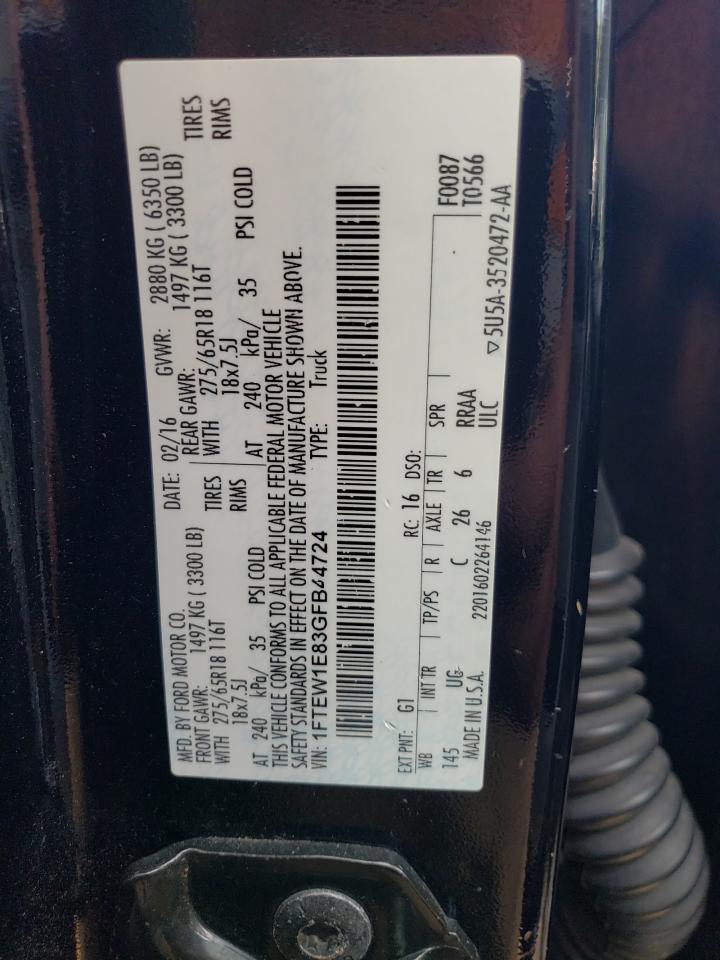 MFD. BY FORD MOTOR CO.
DATE: 02/16 GVWR: 2880 KG ( 6350 LB)
FRONT GAWR: 1497 KG ( 3300 LB)
REAR GAWR: 1497 KG ( 3300 LB)
WITH 275/65R18 116T TIRES
WITH 275/65R18 116T TIRES
18x7.5J RIMS
18x7.5J RIMS
AT 240 kPa/ 35 PSI COLD
AT 240 kPa/ 35 PSI COLD
THIS VEHICLE CONFORMS TO ALL APPLICABLE FEDERAL MOTOR VEHICLE
SAFETY STANDARDS IN EFFECT ON THE DATE OF MANUFACTURE SHOWN ABOVE.
VIN: 1FTEW1E83GFB44724
TYPE: Truck
EXT PNT: G1 RC: 16 DSO: F0087
WB INT TR TP/PS R AXLE TR SPR T0566
145 UG C 26 6 RRAA
MADE IN U.S.A. 2201602264146 ULC
▽5U5A-3520472-AA